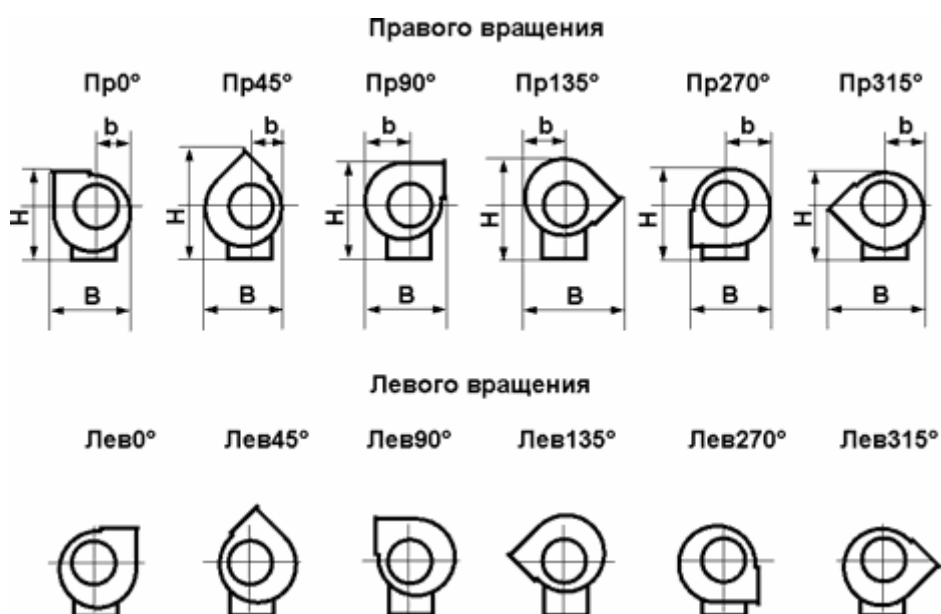 Правого вращения
Пр0° Пр45° Пр90° Пр135° Пр270° Пр315°
b b b b b b
H H H H H H
B B B B B B
Левого вращения
Лев0° Лев45° Лев90° Лев135° Лев270° Лев315°